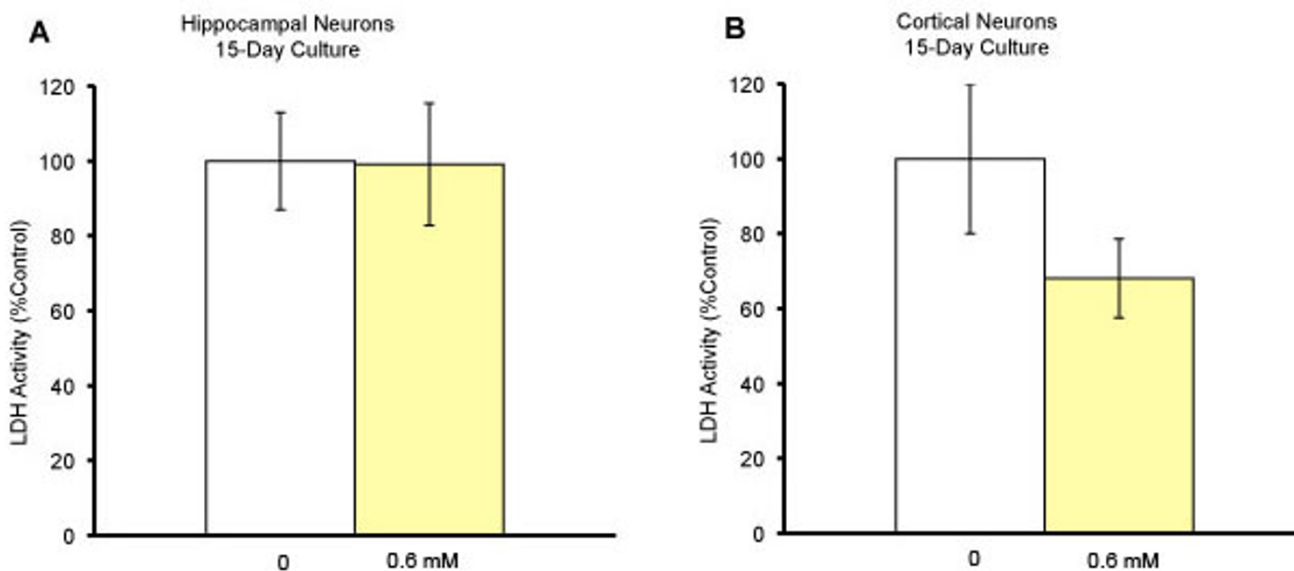 A
Hippocampal Neurons
15-Day Culture
LDH Activity (%Control)
120
100
80
60
40
20
0
0
0.6 mM
B
Cortical Neurons
15-Day Culture
LDH Activity (%Control)
120
100
80
60
40
20
0
0
0.6 mM